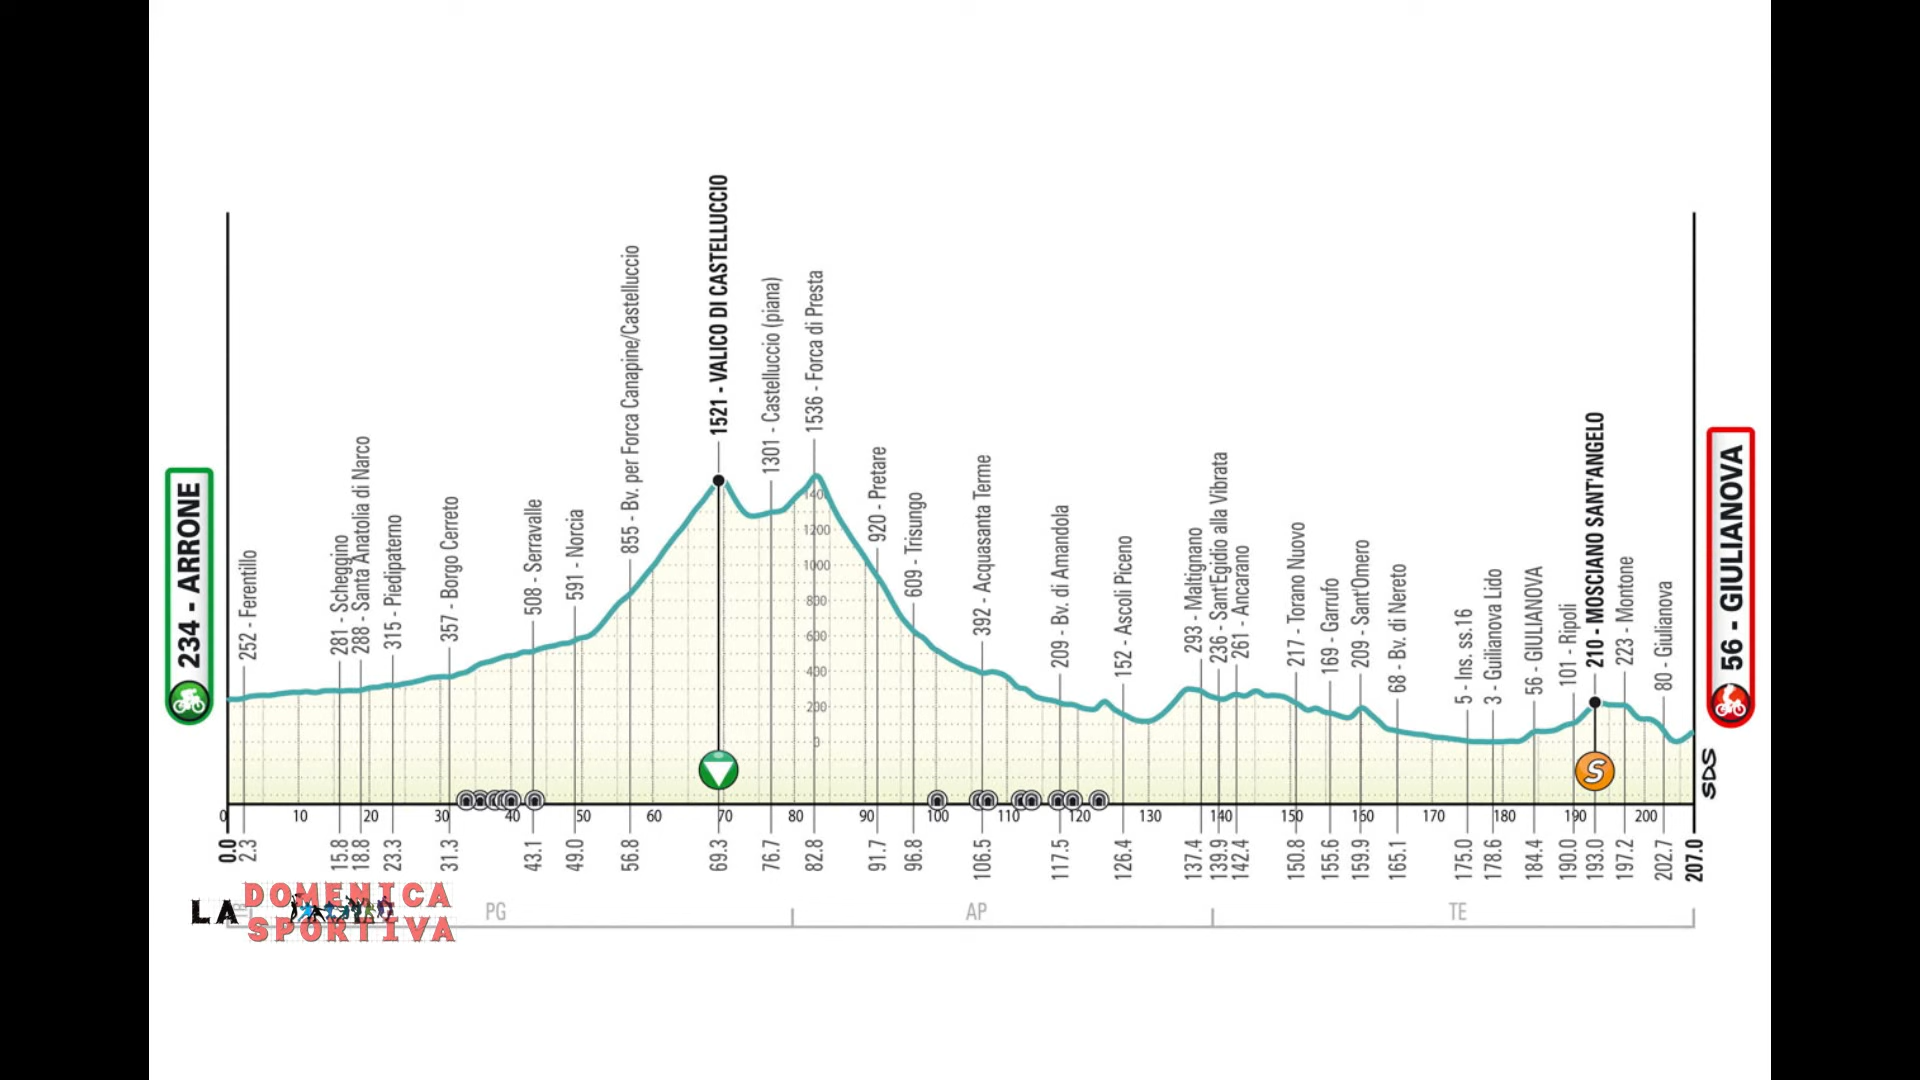 234 - ARRONE
252 - Ferentillo
281 - Scheggino
288 - Santa Anatolia di Narco
315 - Piedipaterno
357 - Borgo Cerreto
508 - Serravalle
591 - Norcia
855 - Bv. per Forca Canapine/Castelluccio
1521 - VALICO DI CASTELLUCCIO
1301 - Castelluccio (piana)
1536 - Forca di Presta
920 - Pretare
609 - Trisungo
392 - Acquasanta Terme
209 - Bv. di Amandola
152 - Ascoli Piceno
293 - Maltignano
236 - Sant'Egidio alla Vibrata
261 - Ancarano
217 - Torano Nuovo
169 - Garrufo
209 - Sant'Omero
68 - Bv. di Nereto
5 - Ins. ss.16
3 - Guilianova Lido
56 - GIULIANOVA
101 - Ripoli
210 - MOSCIANO SANT'ANGELO
223 - Montone
80 - Giulianova
56 - GIULIANOVA
1400
1200
1000
800
600
400
200
0
S
SDS
0 10 20 30 40 50 60 70 80 90 100 110 120 130 140 150 160 170 180 190 200
0.0 2.3 15.8 18.8 23.3 31.3 43.1 49.0 56.8 69.3 76.7 82.8 91.7 96.8 106.5 117.5 126.4 137.4 139.9 142.4 150.8 155.6 159.9 165.1 175.0 178.6 184.4 190.0 193.0 197.2 202.7 207.0
PG AP TE
LA DOMENICA
SPORTIVA